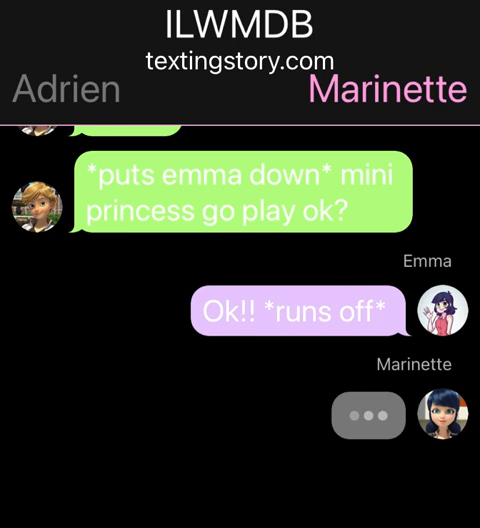 ILWMDB
textingstory.com
Adrien
Marinette
*puts emma down* mini
princess go play ok?
Emma
Ok!! *runs off*
Marinette